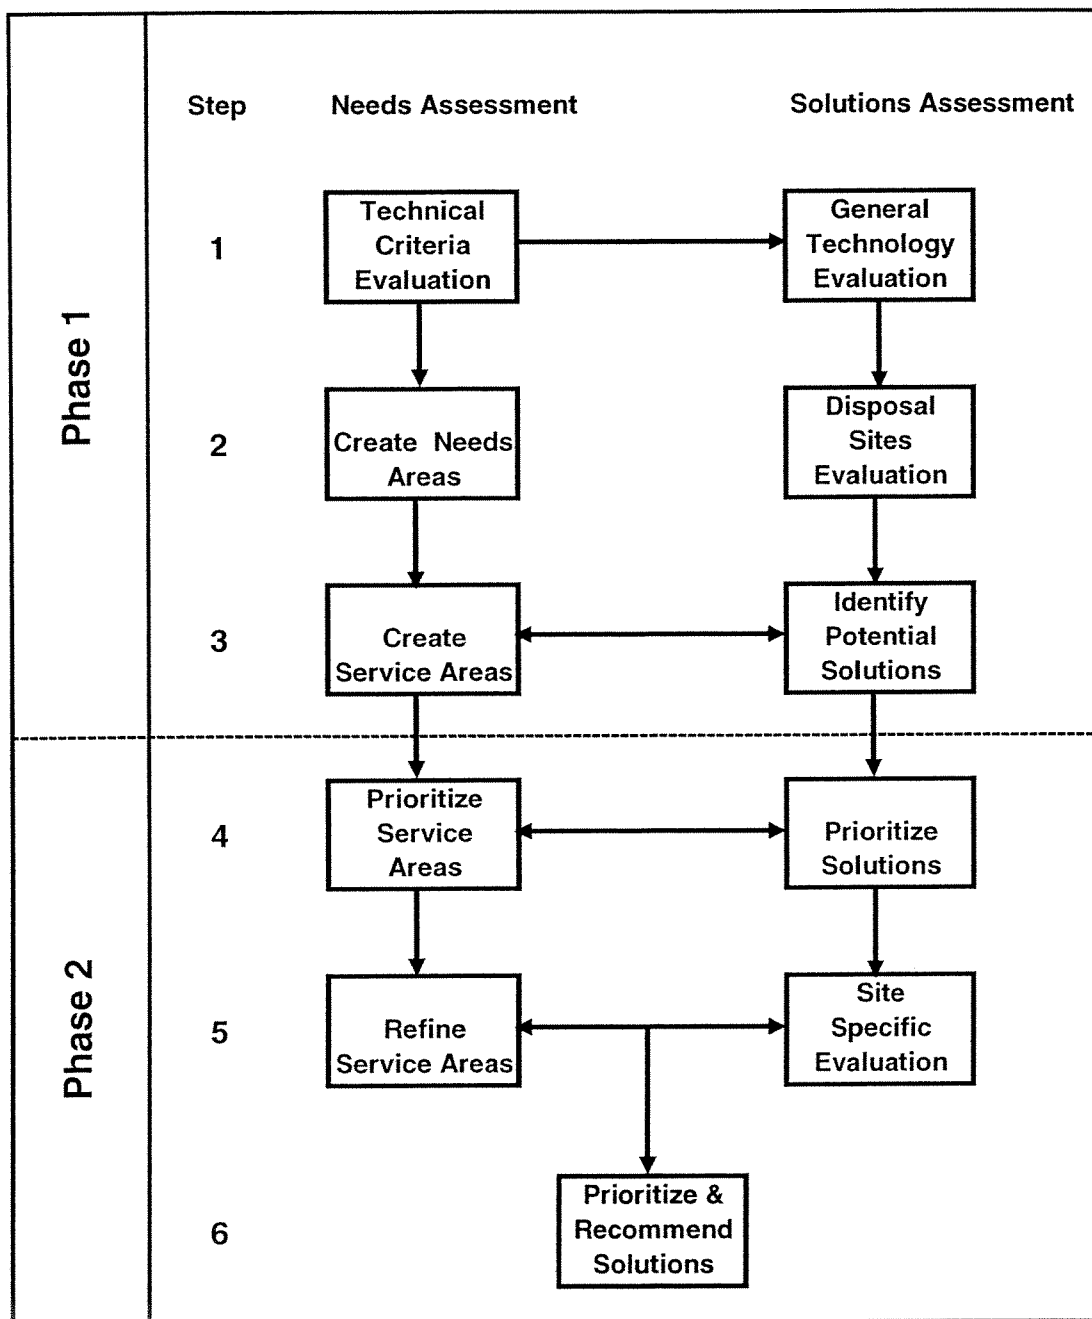 Step Needs Assessment Solutions Assessment
Phase 1
1
Technical
Criteria
Evaluation
General
Technology
Evaluation
2
Create Needs
Areas
Disposal
Sites
Evaluation
3
Create
Service Areas
Identify
Potential
Solutions
Phase 2
4
Prioritize
Service
Areas
Prioritize
Solutions
5
Refine
Service Areas
Site
Specific
Evaluation
6
Prioritize &
Recommend
Solutions